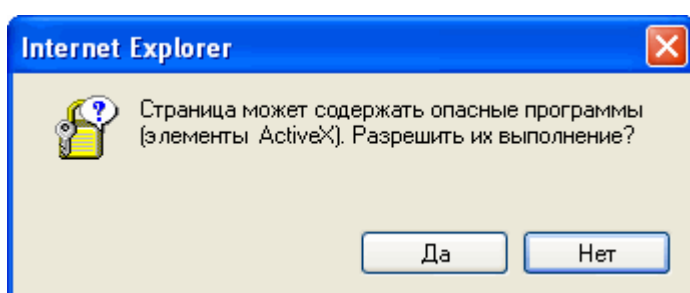 Internet Explorer
Страница может содержать опасные программы
(элементы ActiveX). Разрешить их выполнение?
Да Нет